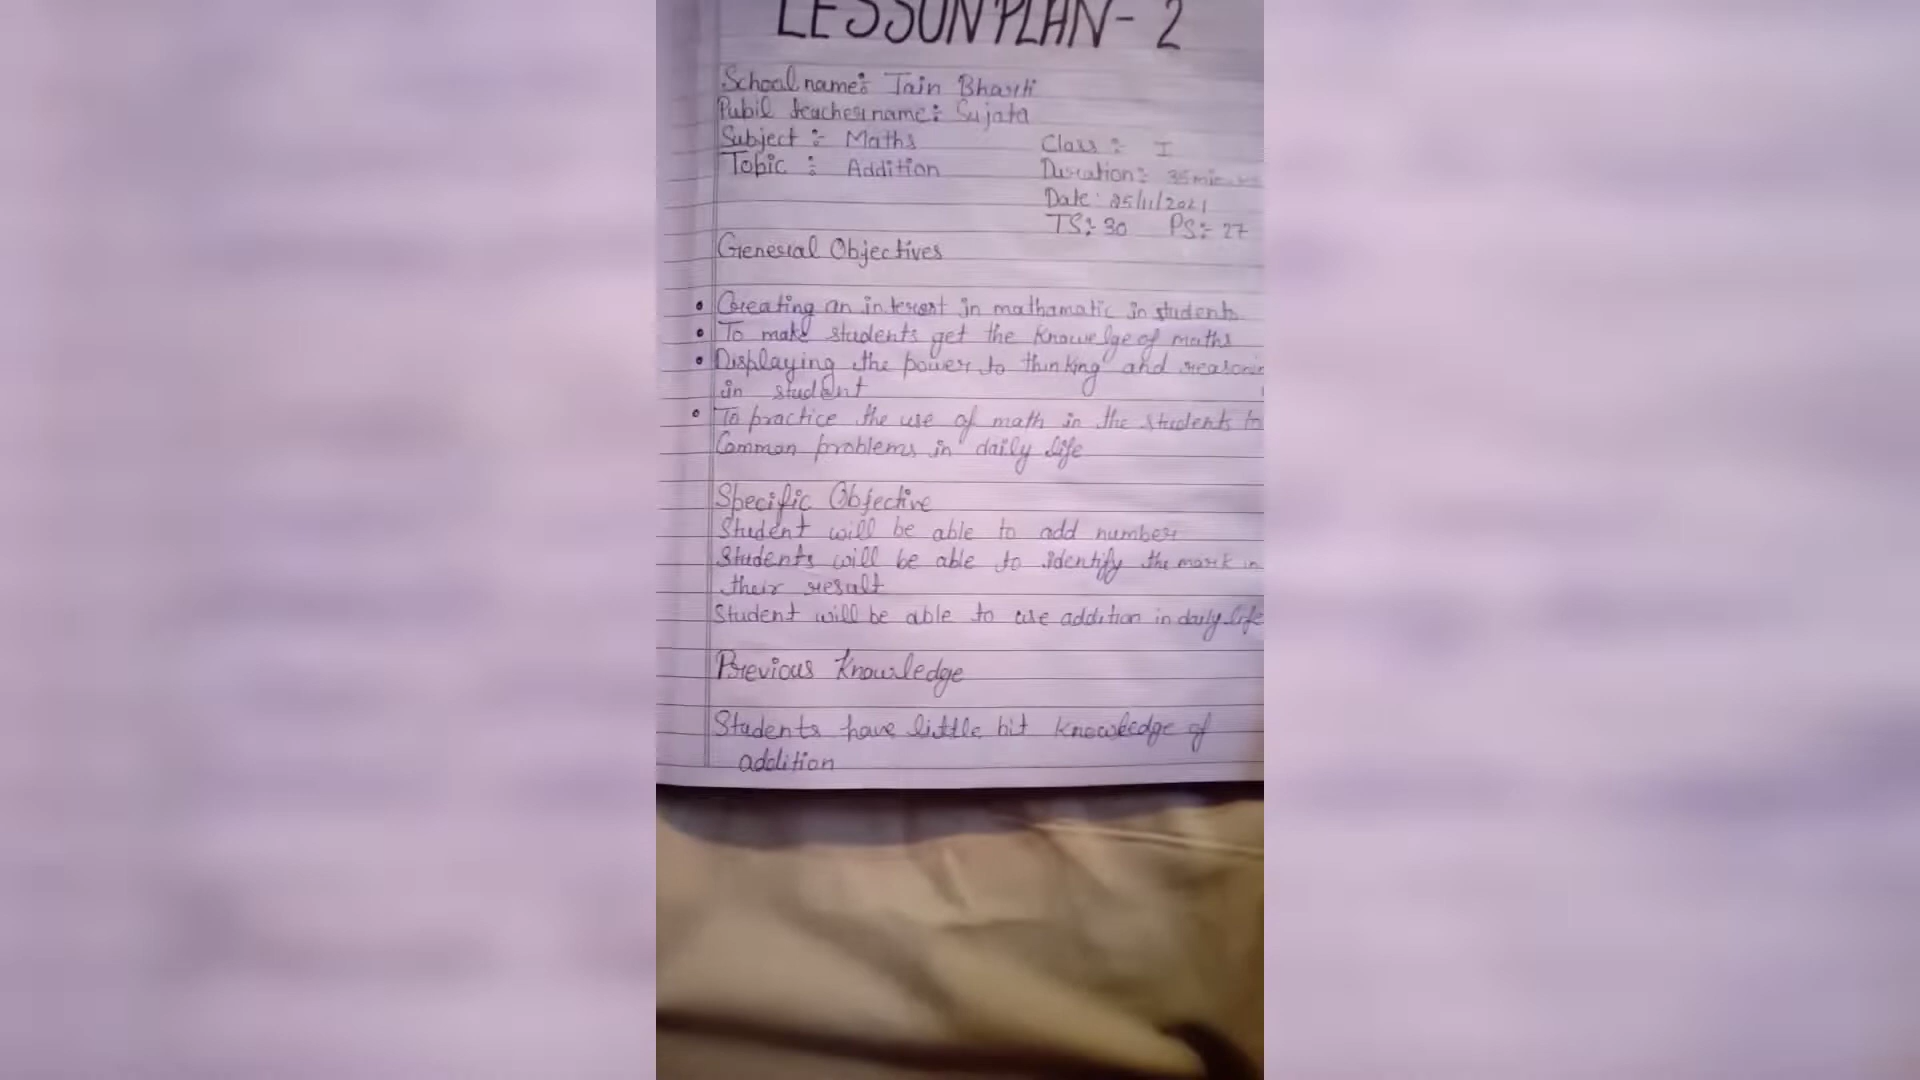 LESSON PLAN - 2
School name: Jain Bharti
Pubil teacher name: Sujata
Subject :- Maths
Class :- I
Topic : Addition
Duration :- 35
Date : 25/11/2021
TS :- 30 PS :- 27
General Objectives
• Creating an interest in mathamatic in students
• To make students get the Knowelge of maths
• Displaying the power to thinking and
in student
• To practice the use of math in the students to
Common problems in daily life
Specific Objective
Student will be able to add number
Students will be able to identify the mark in
their resalt
Student will be able to use addition in daily life
Previous Knowledge
Students have little bit knowledge of
addition